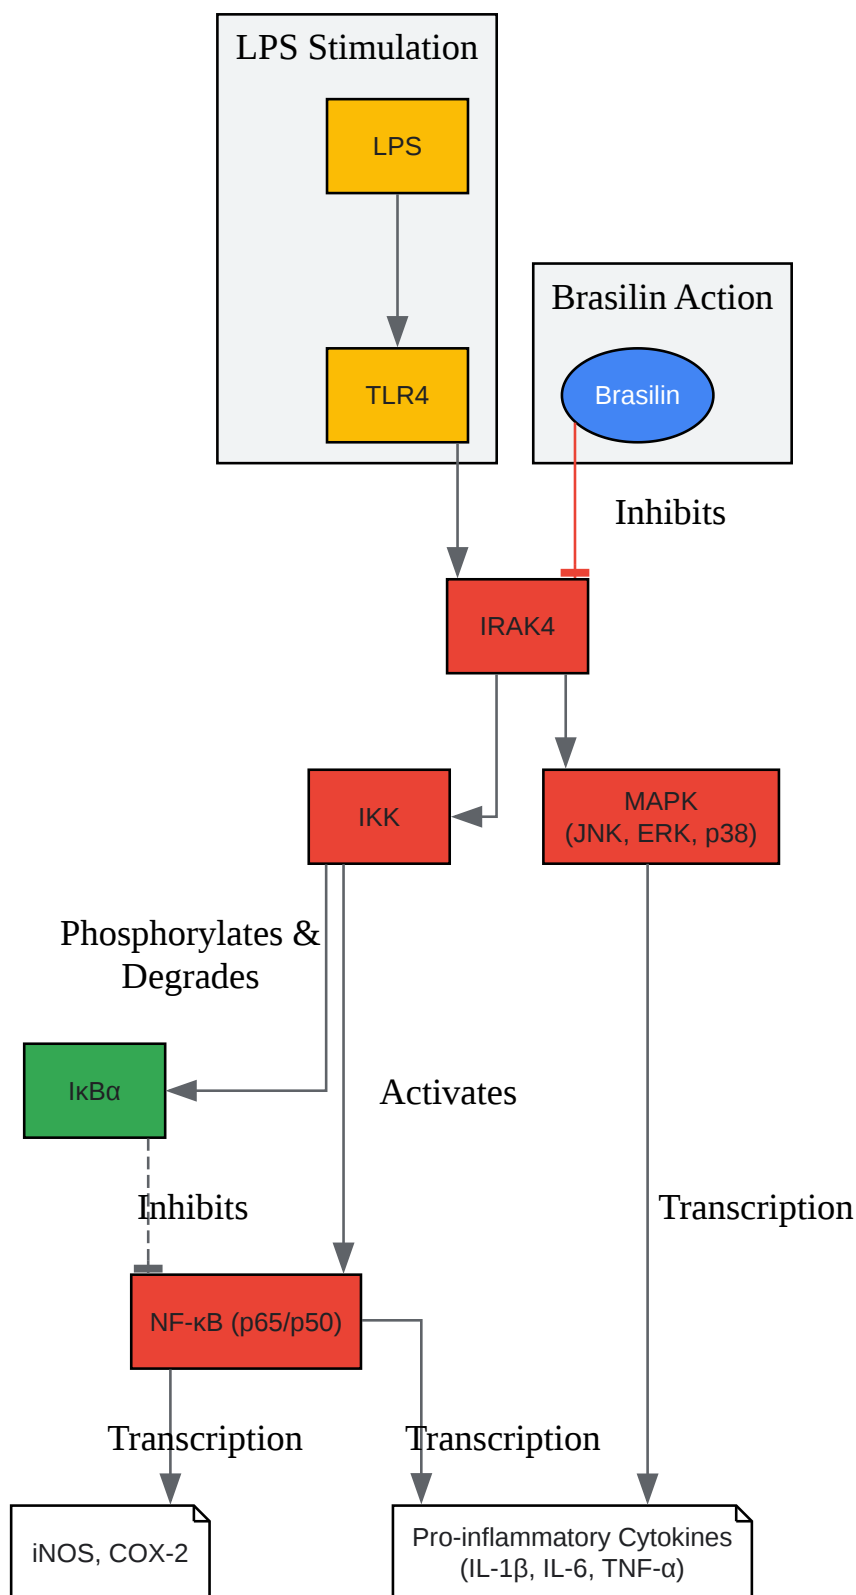 LPS Stimulation
LPS
Brasilin Action
TLR4
Brasilin
Inhibits
IRAK4
IKK
MAPK
(JNK, ERK, p38)
Phosphorylates &
Degrades
IκBα
Activates
Inhibits
Transcription
NF-κB (p65/p50)
Transcription
Transcription
iNOS, COX-2
Pro-inflammatory Cytokines
(IL-1β, IL-6, TNF-α)